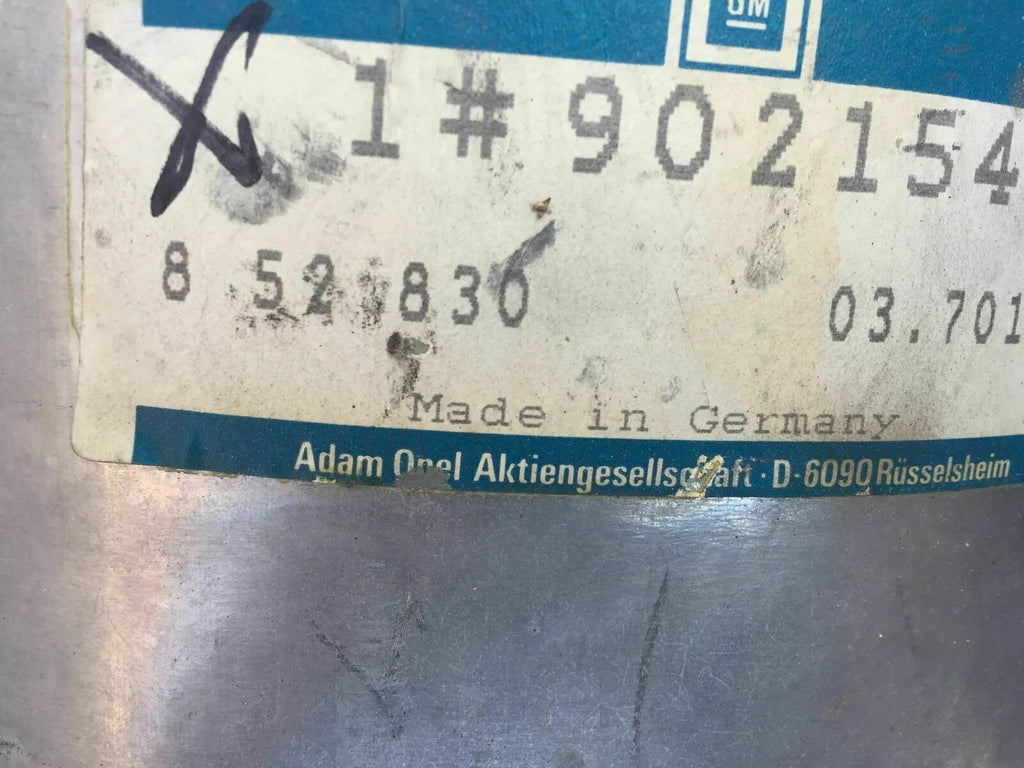 GM
1#902154
8 52 830
03.701
Made in Germany
Adam Opel Aktiengesellschaft · D-6090 Rüsselsheim